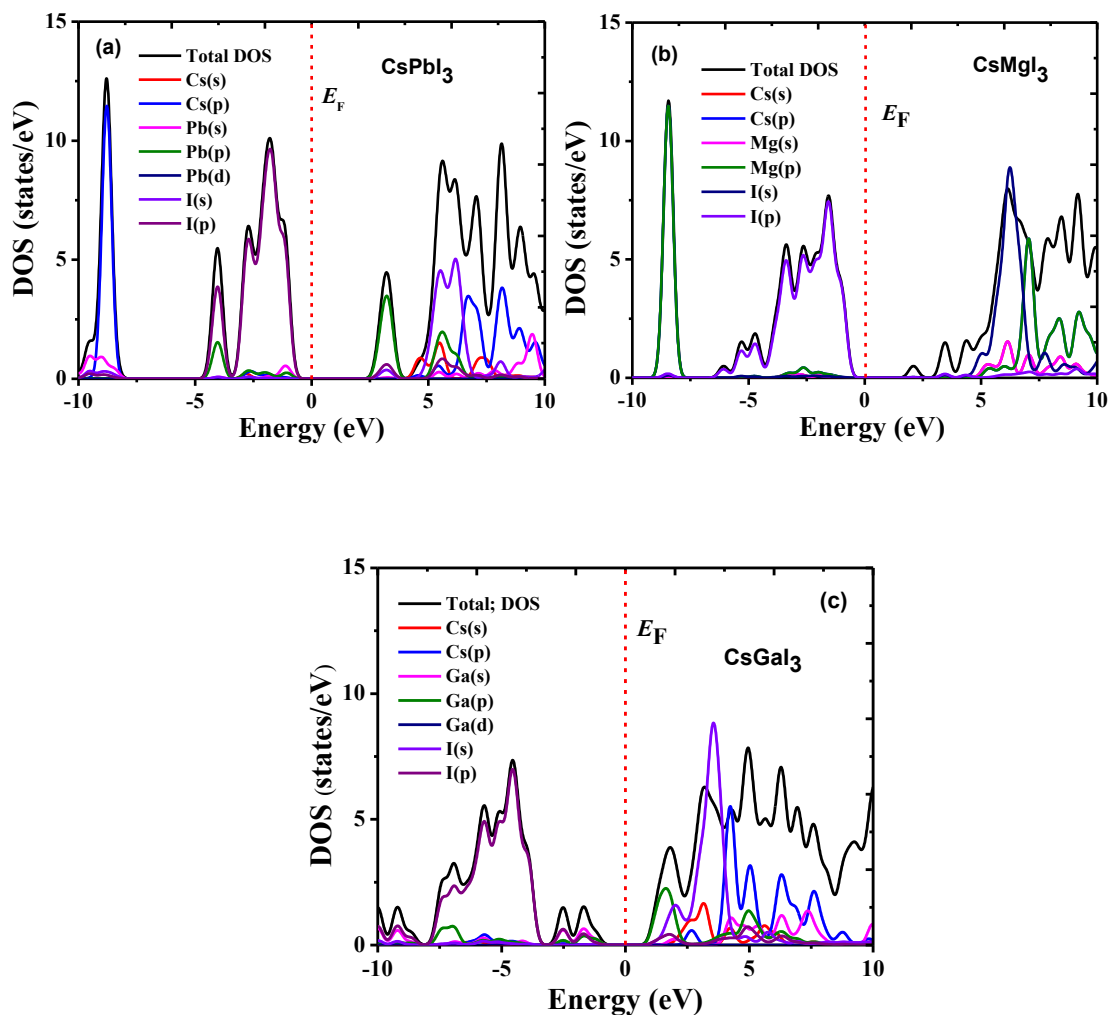 (a)
CsPbI3
EF
Total DOS
Cs(s)
Cs(p)
Pb(s)
Pb(p)
Pb(d)
I(s)
I(p)
DOS (states/eV)
15
10
5
0
-10 -5 0 5 10
Energy (eV)
(b)
CsMgI3
EF
Total DOS
Cs(s)
Cs(p)
Mg(s)
Mg(p)
I(s)
I(p)
DOS (states/eV)
15
10
5
0
-10 -5 0 5 10
Energy (eV)
(c)
CsGaI3
EF
Total; DOS
Cs(s)
Cs(p)
Ga(s)
Ga(p)
Ga(d)
I(s)
I(p)
DOS (states/eV)
15
10
5
0
-10 -5 0 5 10
Energy (eV)